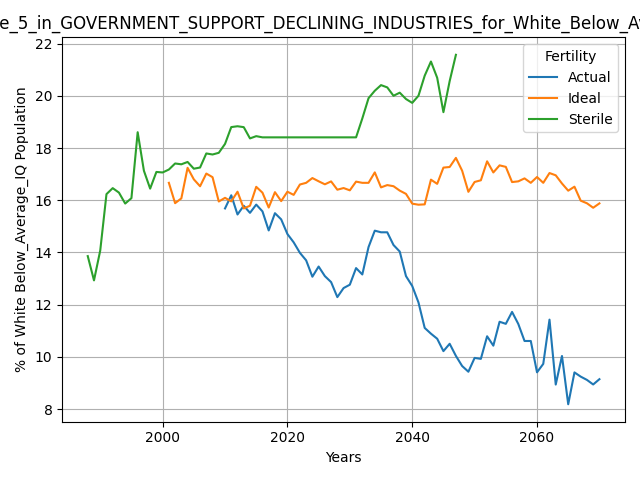 e_5_in_GOVERNMENT_SUPPORT_DECLINING_INDUSTRIES_for_White_Below_Av
22
20
18
16
14
12
10
8
% of White Below_Average_IQ Population
2000
2020
2040
2060
Years
Fertility
Actual
Ideal
Sterile